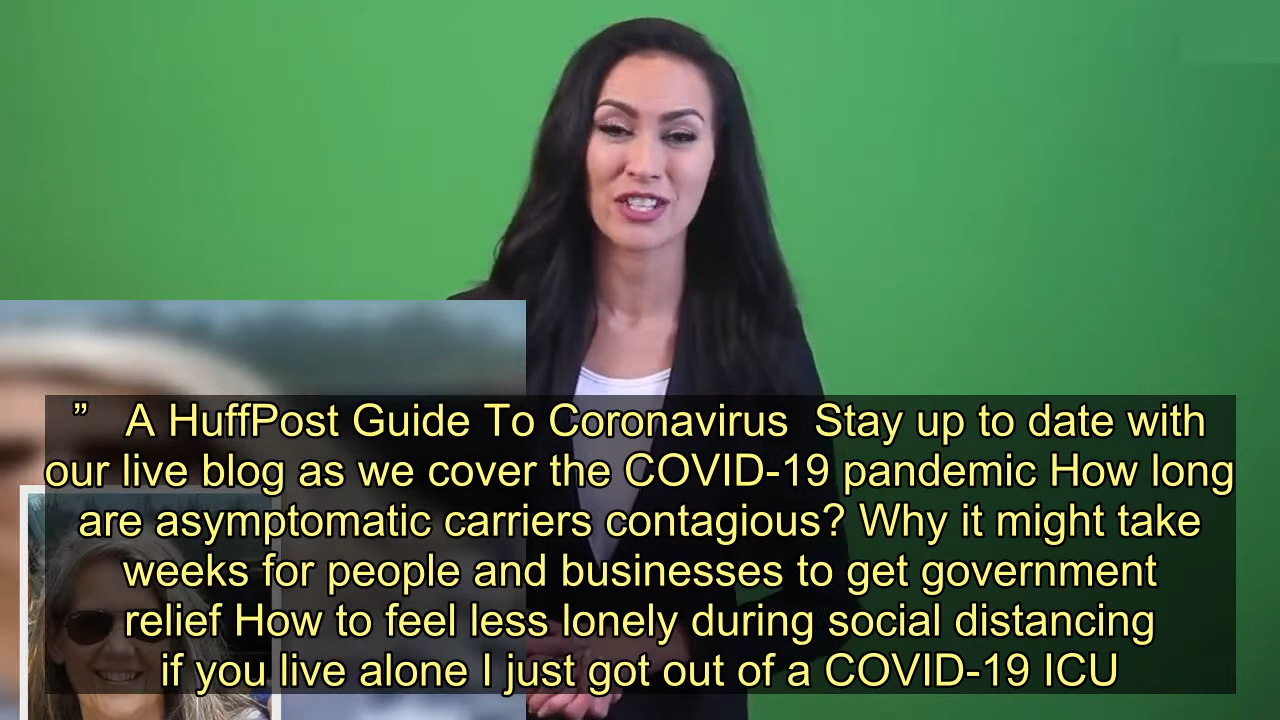 ” A HuffPost Guide To Coronavirus Stay up to date with
our live blog as we cover the COVID-19 pandemic How long
are asymptomatic carriers contagious? Why it might take
weeks for people and businesses to get government
relief How to feel less lonely during social distancing
if you live alone I just got out of a COVID-19 ICU